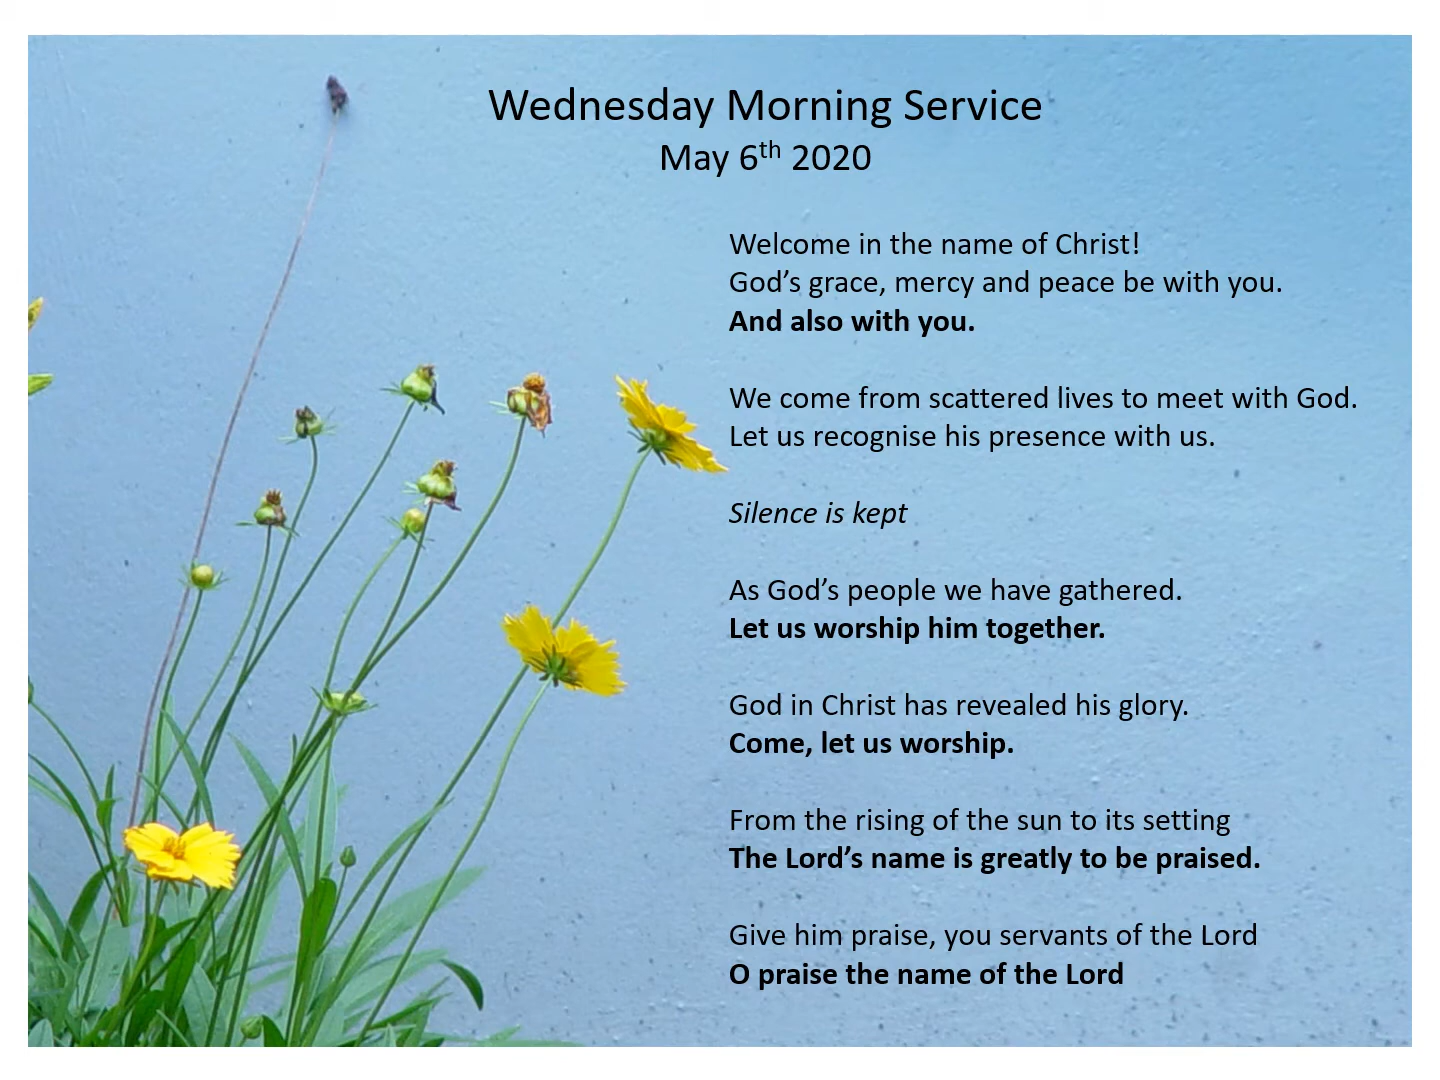 Wednesday Morning Service
May 6th 2020
Welcome in the name of Christ!
God’s grace, mercy and peace be with you.
And also with you.
We come from scattered lives to meet with God.
Let us recognise his presence with us.
Silence is kept
As God’s people we have gathered.
Let us worship him together.
God in Christ has revealed his glory.
Come, let us worship.
From the rising of the sun to its setting
The Lord’s name is greatly to be praised.
Give him praise, you servants of the Lord
O praise the name of the Lord